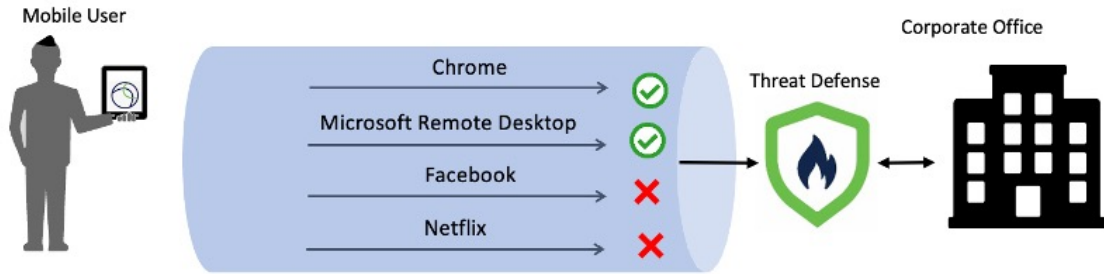 Mobile User
Corporate Office
Chrome
Threat Defense
Microsoft Remote Desktop
Facebook
Netflix